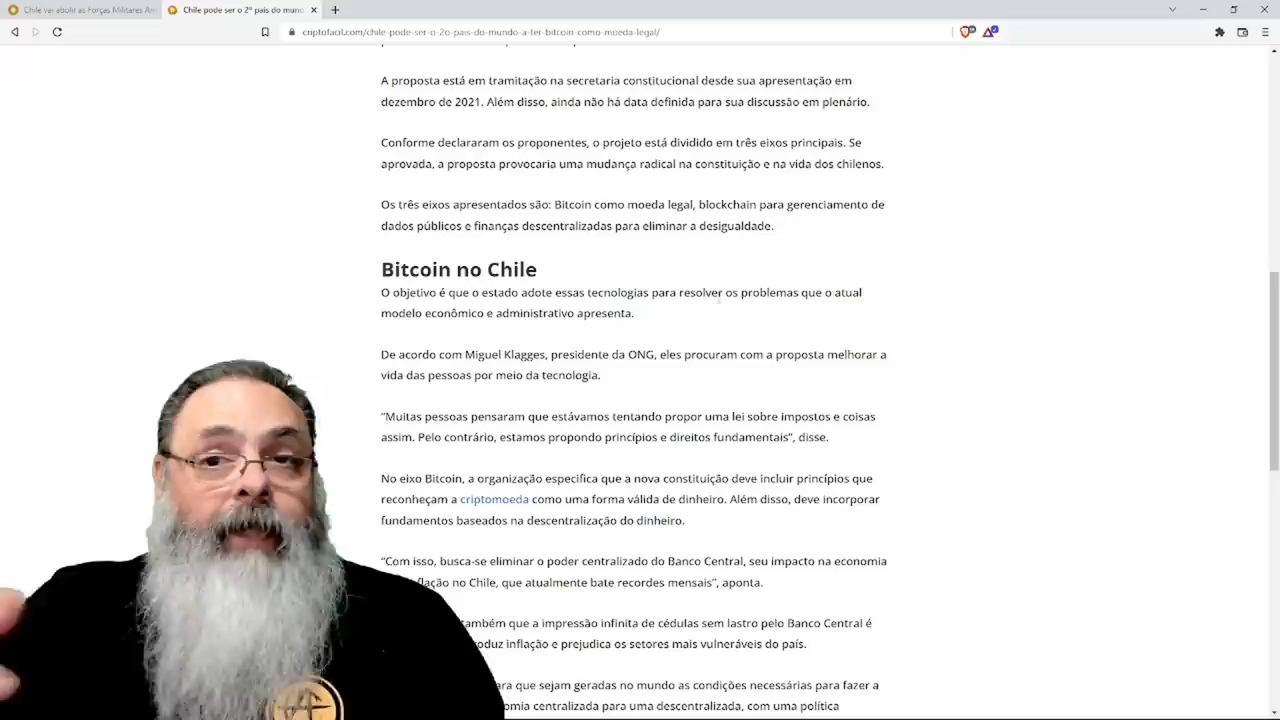 Chile vai abolir as Forças Militares Arm
Chile pode ser o 2º país do mundo
criptofacil.com/chile-pode-ser-o-2o-pais-do-mundo-a-ter-bitcoin-como-moeda-legal/
A proposta está em tramitação na secretaria constitucional desde sua apresentação em
dezembro de 2021. Além disso, ainda não há data definida para sua discussão em plenário.
Conforme declararam os proponentes, o projeto está dividido em três eixos principais. Se
aprovada, a proposta provocaria uma mudança radical na constituição e na vida dos chilenos.
Os três eixos apresentados são: Bitcoin como moeda legal, blockchain para gerenciamento de
dados públicos e finanças descentralizadas para eliminar a desigualdade.
Bitcoin no Chile
O objetivo é que o estado adote essas tecnologias para resolver os problemas que o atual
modelo econômico e administrativo apresenta.
De acordo com Miguel Klagges, presidente da ONG, eles procuram com a proposta melhorar a
vida das pessoas por meio da tecnologia.
“Muitas pessoas pensaram que estávamos tentando propor uma lei sobre impostos e coisas
assim. Pelo contrário, estamos propondo princípios e direitos fundamentais”, disse.
No eixo Bitcoin, a organização especifica que a nova constituição deve incluir princípios que
reconheçam a criptomoeda como uma forma válida de dinheiro. Além disso, deve incorporar
fundamentos baseados na descentralização do dinheiro.
“Com isso, busca-se eliminar o poder centralizado do Banco Central, seu impacto na economia
flação no Chile, que atualmente bate recordes mensais”, aponta.
também que a impressão infinita de cédulas sem lastro pelo Banco Central é
oduz inflação e prejudica os setores mais vulneráveis do país.
ara que sejam geradas no mundo as condições necessárias para fazer a
omia centralizada para uma descentralizada, com uma política